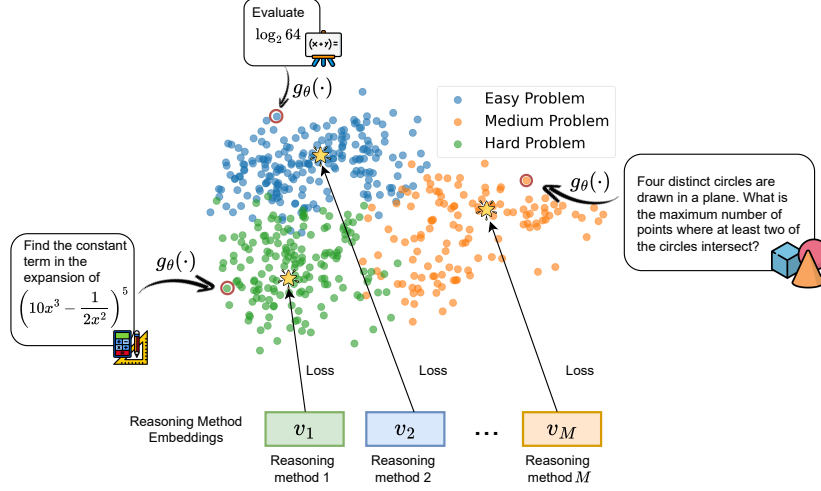 Evaluate
log₂ 64
(x+y)=
g_θ(·)
Easy Problem
Medium Problem
Hard Problem
g_θ(·)
Four distinct circles are
drawn in a plane. What is
the maximum number of
points where at least two of
the circles intersect?
Find the constant
term in the
expansion of
(10x³ − 1/(2x²))⁵
g_θ(·)
Loss
Loss
Loss
Reasoning Method
Embeddings
v₁
v₂
...
v_M
Reasoning
method 1
Reasoning
method 2
Reasoning
method M